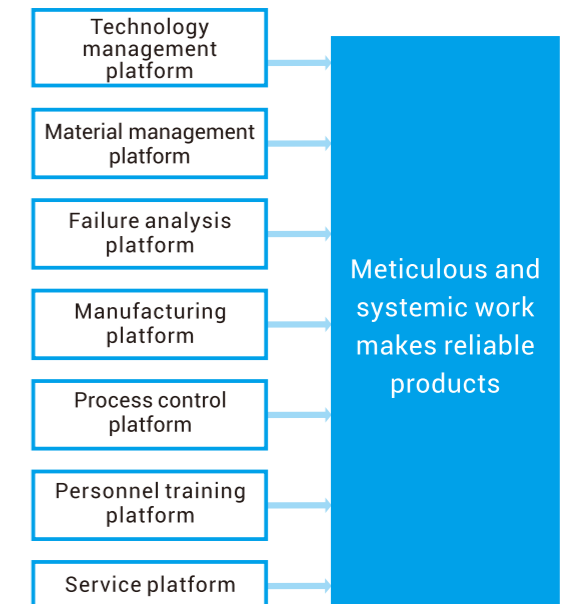 Technology
management
platform
Material management
platform
Failure analysis
platform
Manufacturing
platform
Process control
platform
Personnel training
platform
Service platform
Meticulous and
systemic work
makes reliable
products